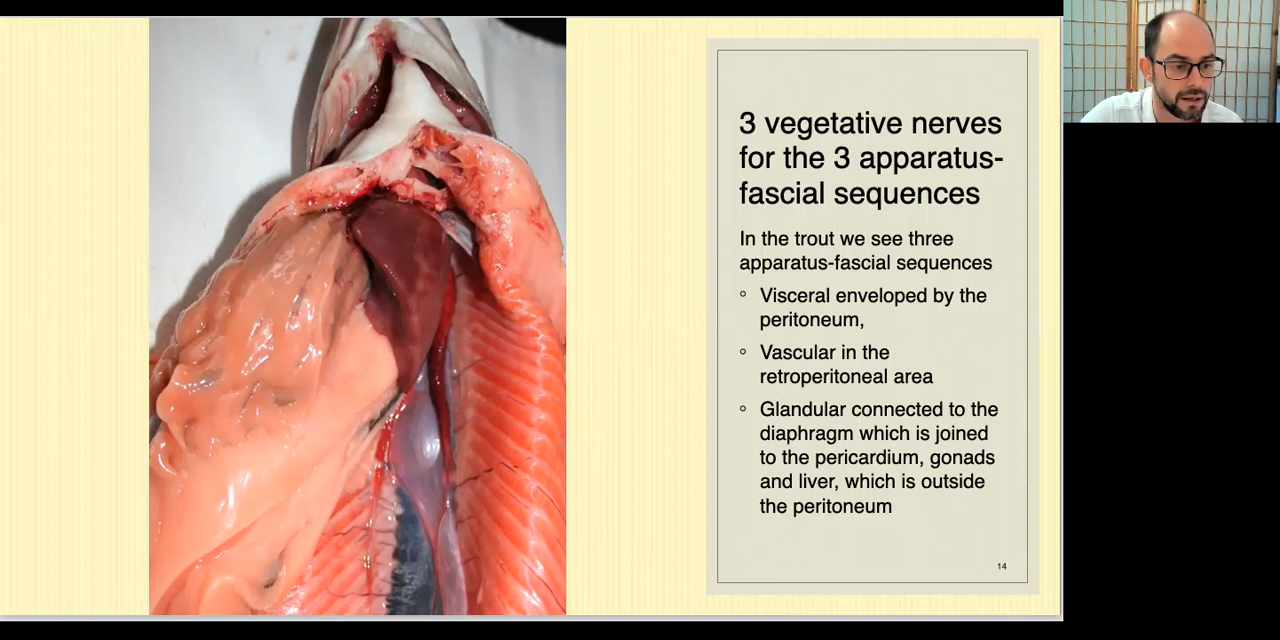 3 vegetative nerves
for the 3 apparatus-
fascial sequences
In the trout we see three
apparatus-fascial sequences
Visceral enveloped by the
peritoneum,
Vascular in the
retroperitoneal area
Glandular connected to the
diaphragm which is joined
to the pericardium, gonads
and liver, which is outside
the peritoneum
14